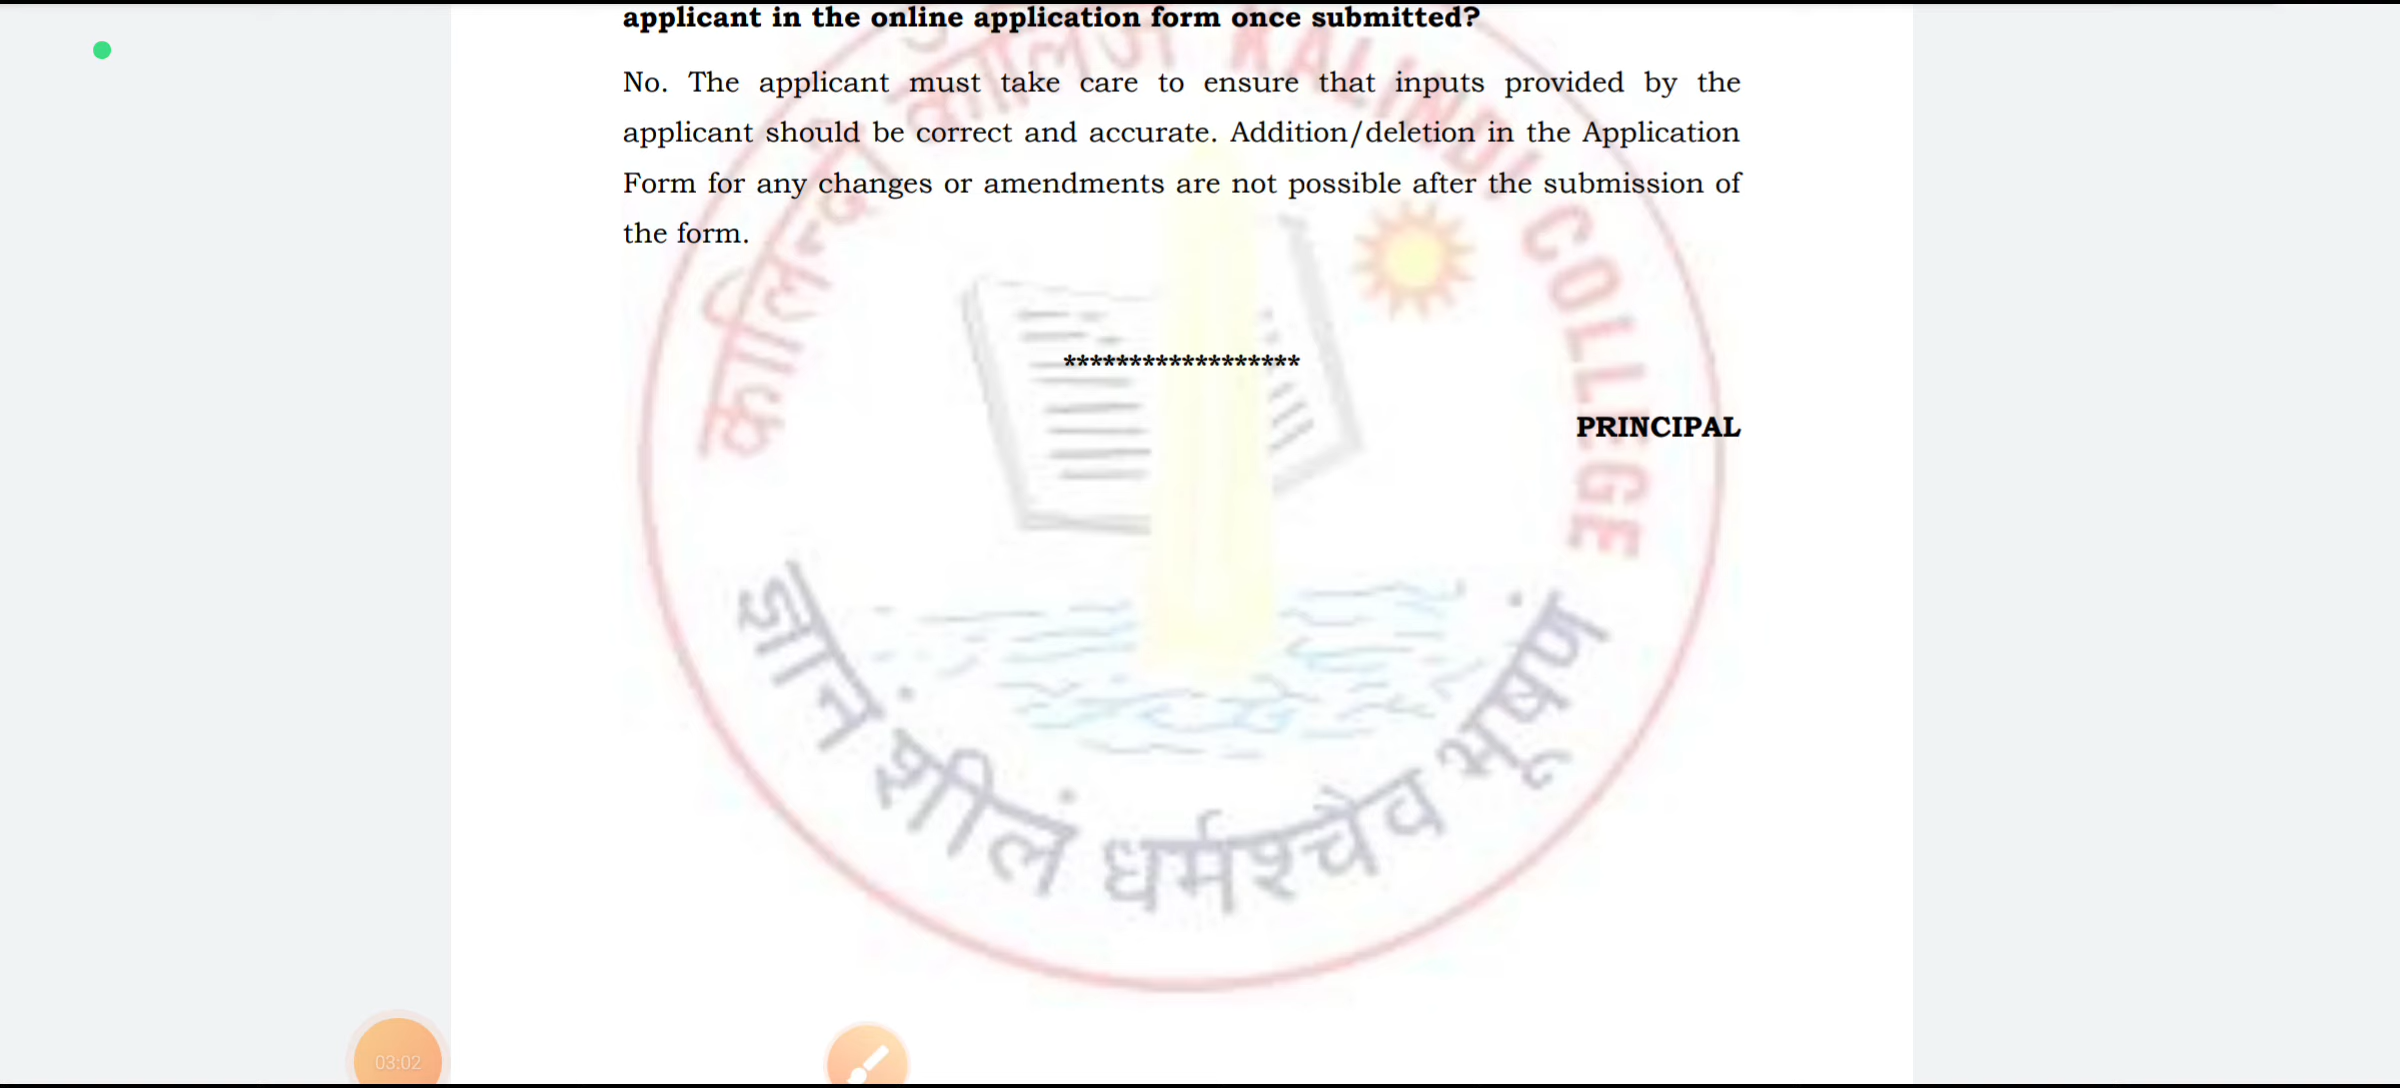 applicant in the online application form once submitted?
No. The applicant must take care to ensure that inputs provided by the
applicant should be correct and accurate. Addition/deletion in the Application
Form for any changes or amendments are not possible after the submission of
the form.
कालिन्दी कॉलिज KALINDI COLLEGE
******************
PRINCIPAL
ज्ञानं शीलं धर्मश्चैव भूषणं
03:02